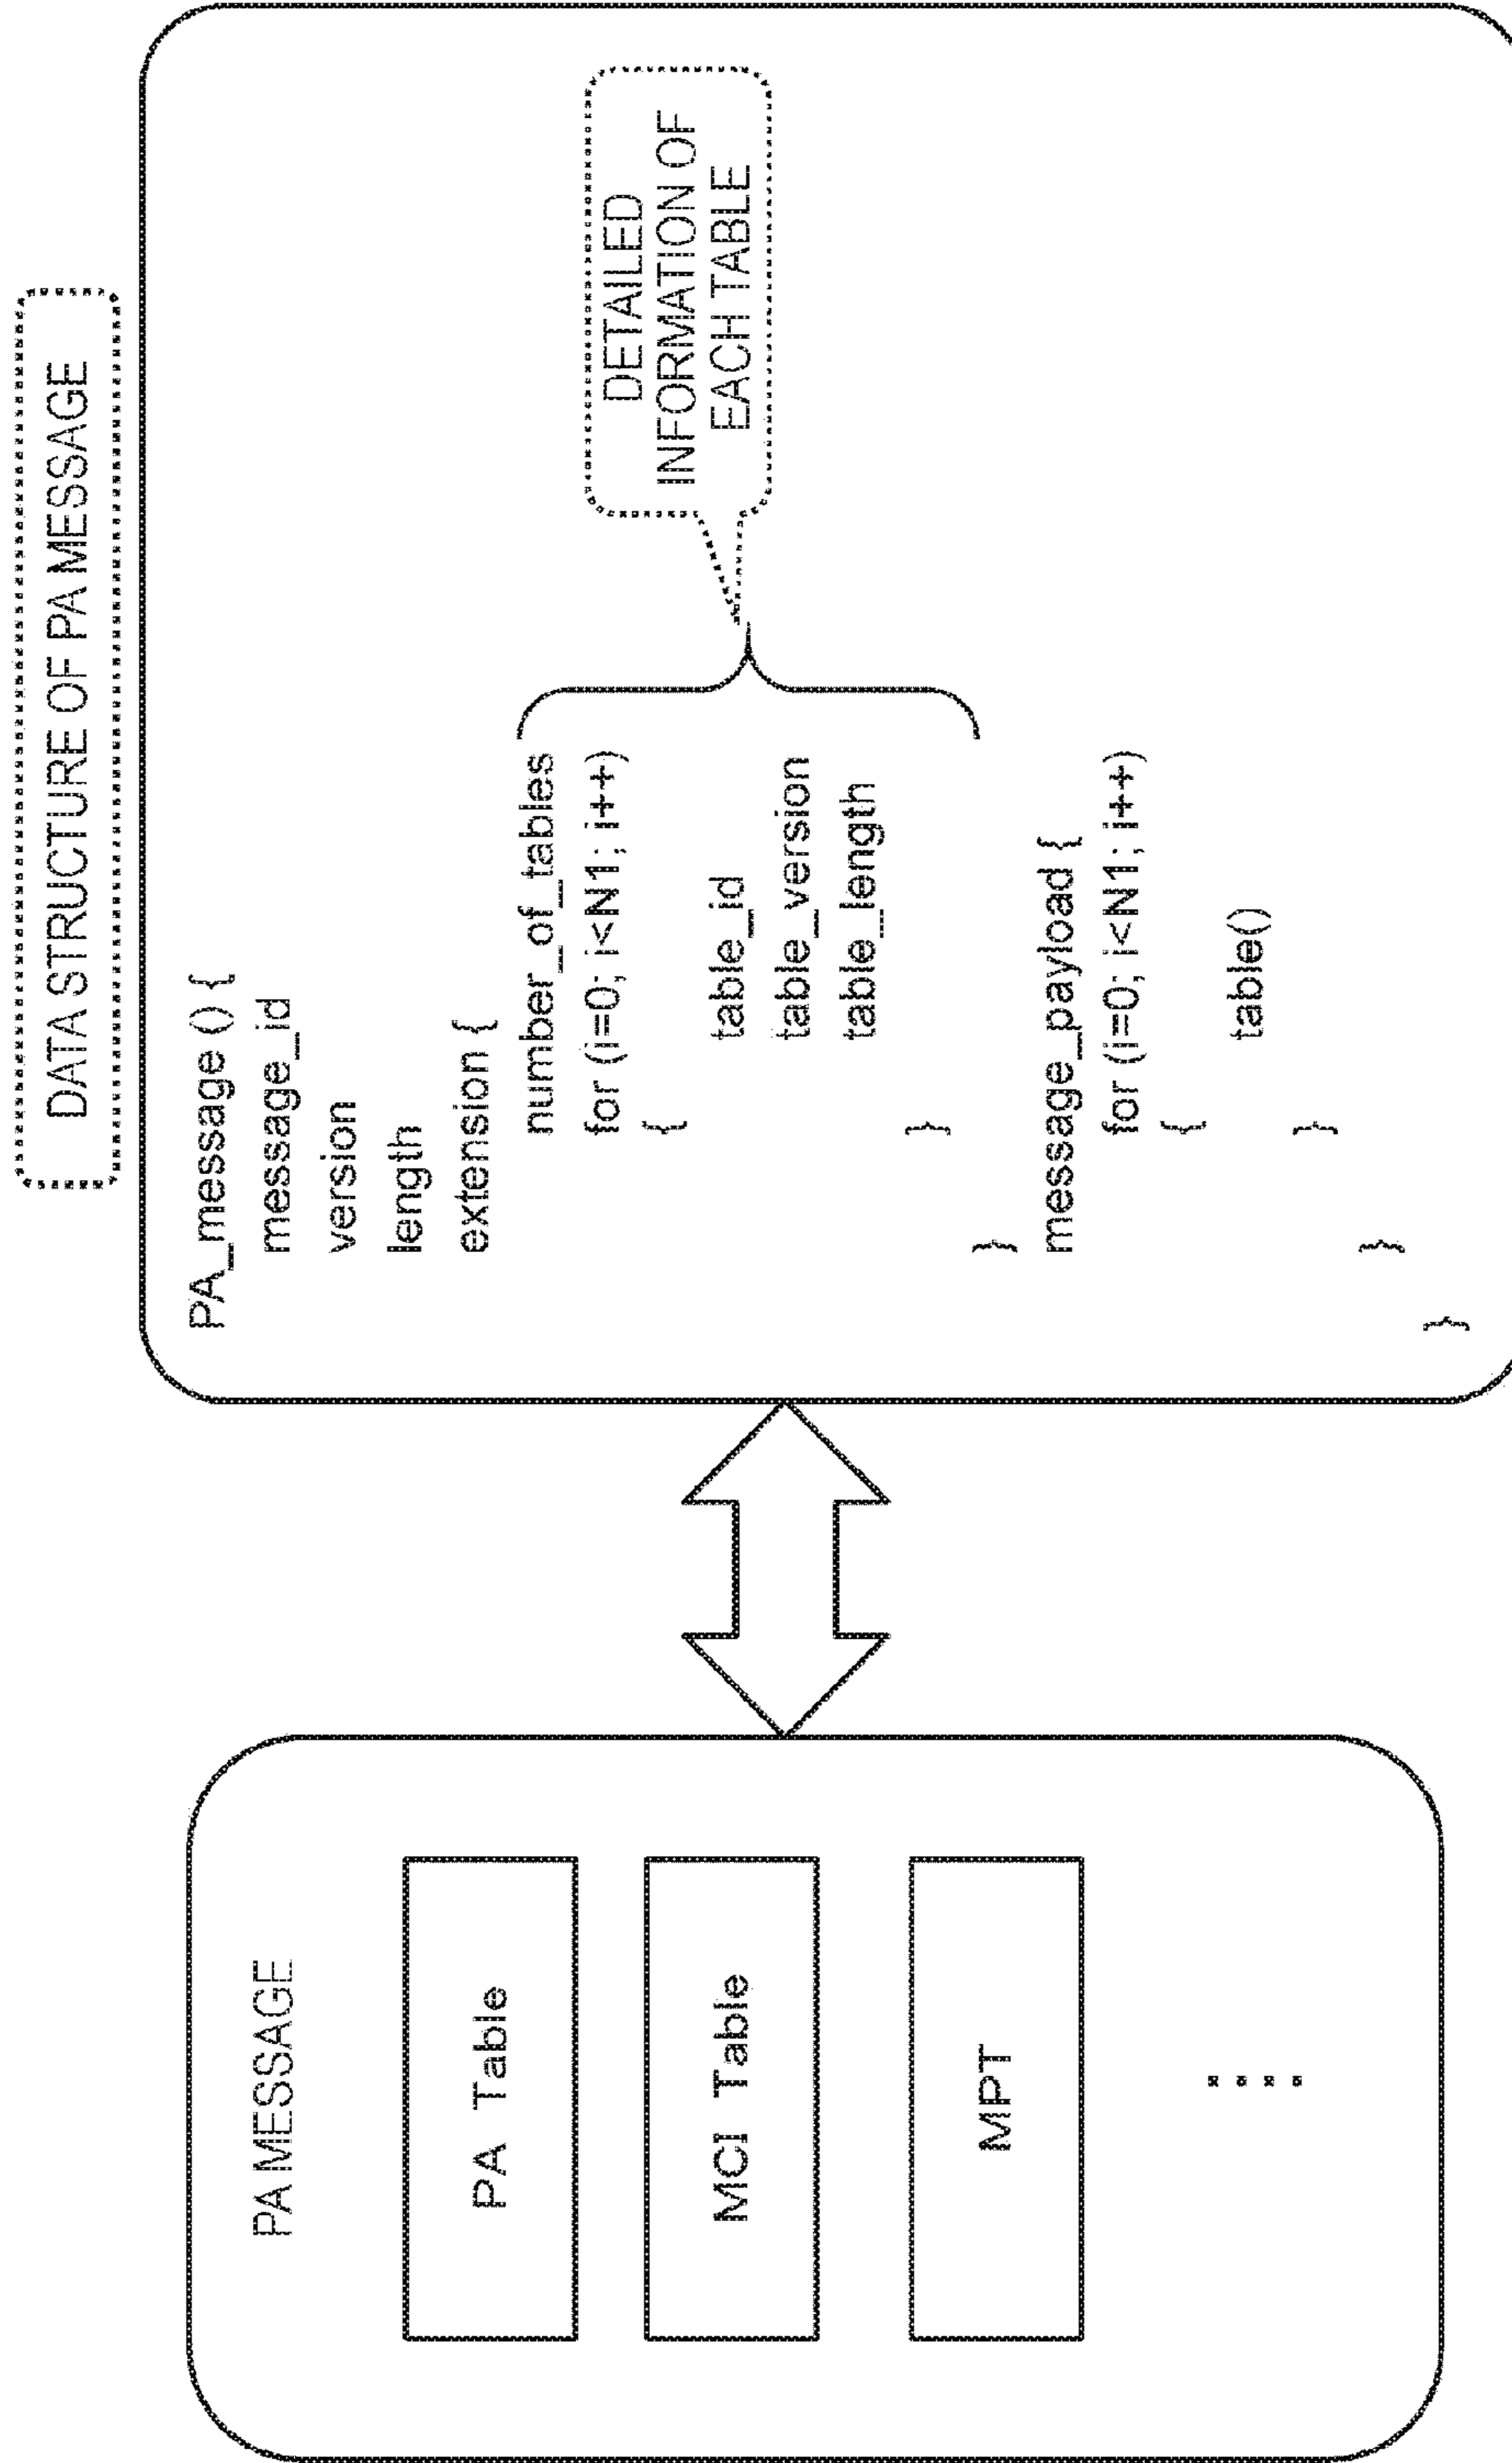 DATA STRUCTURE OF PA MESSAGE
PA MESSAGE
PA Table
MCI Table
MPT
....
PA_message () {
message_id
version
length
extension {
number_of_tables
for (i=0; i<N1; i++)
{
table_id
table_version
table_length
}
}
message_payload {
for (i=0; i<N1; i++)
{
table()
}
}
}
DETAILED
INFORMATION OF
EACH TABLE